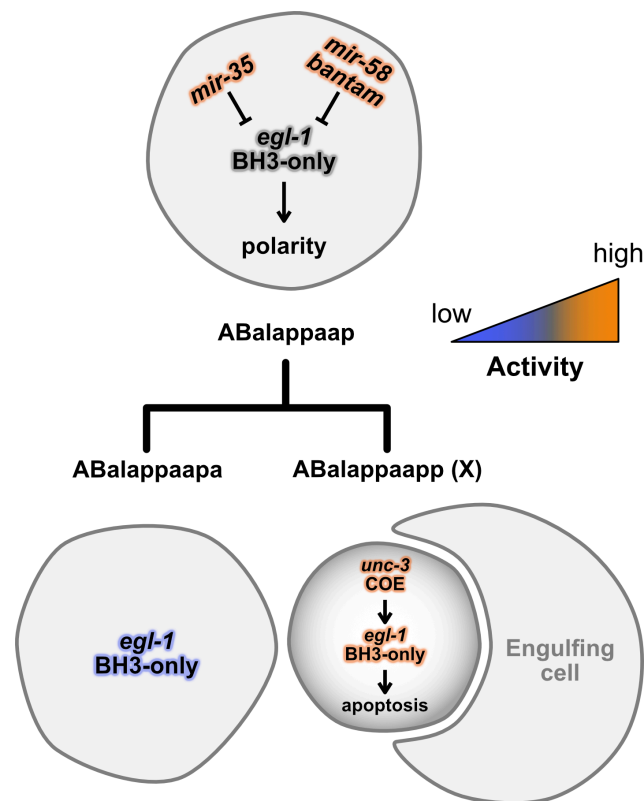 mir-35
mir-58
bantam
egl-1
BH3-only
polarity
high
low
Activity
ABalappaap
ABalappaapa
ABalappaapp (X)
unc-3
COE
egl-1
BH3-only
apoptosis
egl-1
BH3-only
Engulfing
cell